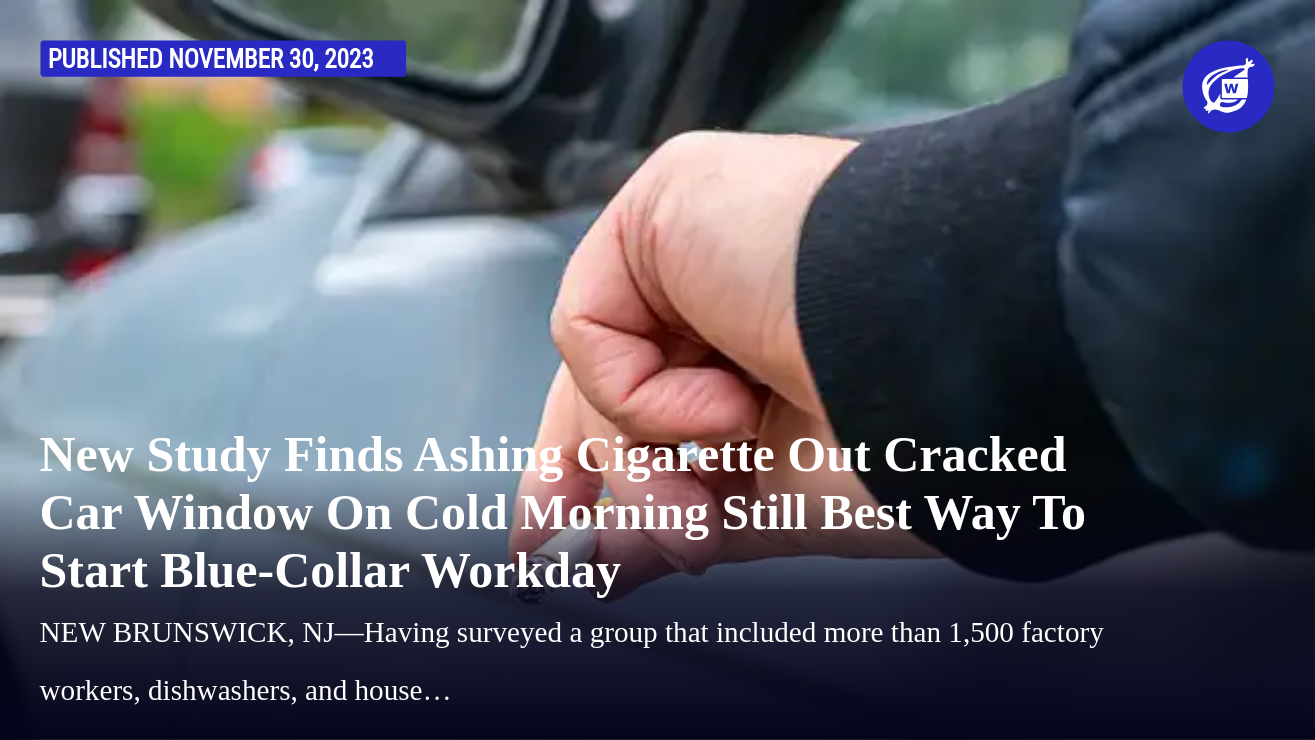 PUBLISHED NOVEMBER 30, 2023
W
New Study Finds Ashing Cigarette Out Cracked
Car Window On Cold Morning Still Best Way To
Start Blue-Collar Workday
NEW BRUNSWICK, NJ—Having surveyed a group that included more than 1,500 factory
workers, dishwashers, and house…